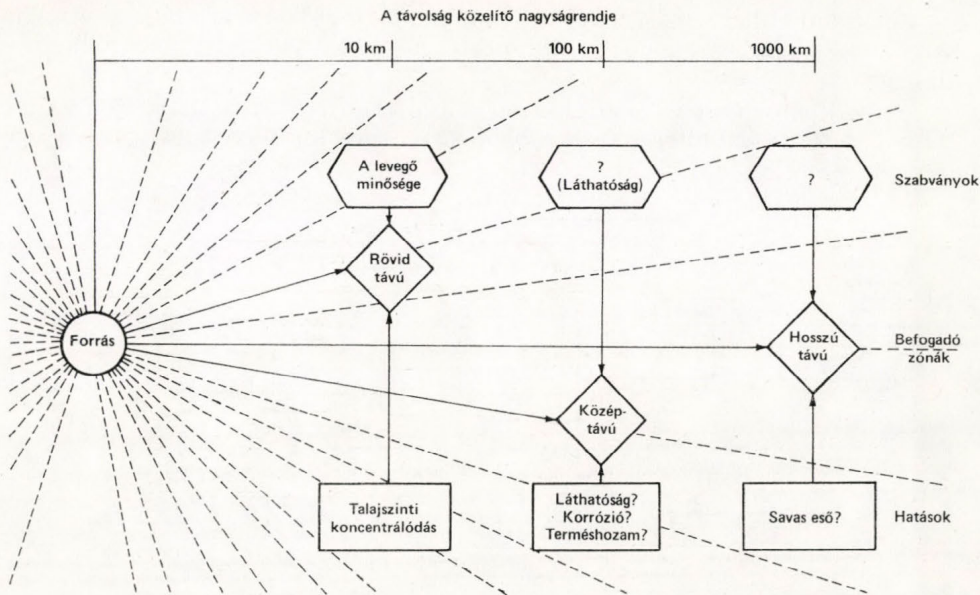 A távolság közelítő nagyságrendje
10 km
100 km
1000 km
A levegő
minősége
?
(Láthatóság)
?
Szabványok
Rövid
távú
Forrás
Hosszú
távú
Befogadó
zónák
Közép-
távú
Talajszinti
koncentrálódás
Láthatóság?
Korrózió?
Terméshozam?
Savas eső?
Hatások